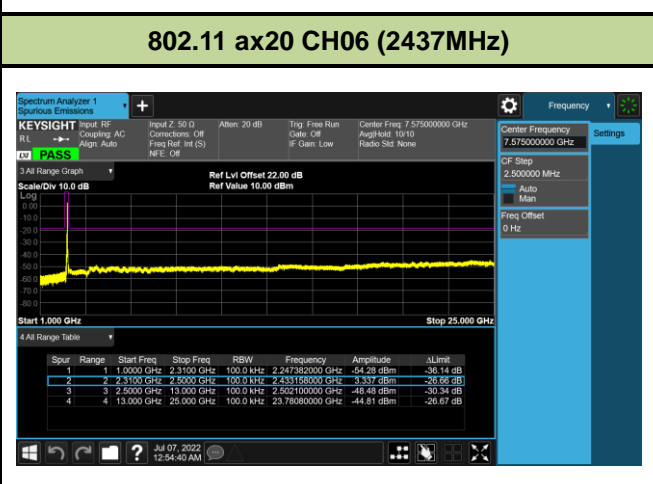 802.11 ax20 CH06 (2437MHz)
Spectrum Analyzer 1
Spurious Emissions
Frequency
KEYSIGHT Input: RF Input Z: 50 Ω Atten: 20 dB Trig: Free Run Center Freq: 7.575000000 GHz
R L Coupling: AC Corrections: Off Gate: Off Avg|Hold: 10/10
Align: Auto Freq Ref: Int (S) IF Gain: Low Radio Std: None
LXI PASS NFE: Off
Center Frequency
7.575000000 GHz
Settings
CF Step
2.500000 MHz
Auto
Man
Freq Offset
0 Hz
3 All Range Graph
Ref Lvl Offset 22.00 dB
Scale/Div 10.0 dB Ref Value 10.00 dBm
Log
0.00
-10.0
-20.0
-30.0
-40.0
-50.0
-60.0
-70.0
-80.0
Start 1.000 GHz Stop 25.000 GHz
4 All Range Table
Spur Range Start Freq Stop Freq RBW Frequency Amplitude ΔLimit
1 1 1.0000 GHz 2.3100 GHz 100.0 kHz 2.247382000 GHz -54.28 dBm -36.14 dB
2 2 2.3100 GHz 2.5000 GHz 100.0 kHz 2.433158000 GHz 3.337 dBm -26.66 dB
3 3 2.5000 GHz 13.000 GHz 100.0 kHz 2.502100000 GHz -48.48 dBm -30.34 dB
4 4 13.000 GHz 25.000 GHz 100.0 kHz 23.78080000 GHz -44.81 dBm -26.67 dB
Jul 07, 2022
12:54:40 AM